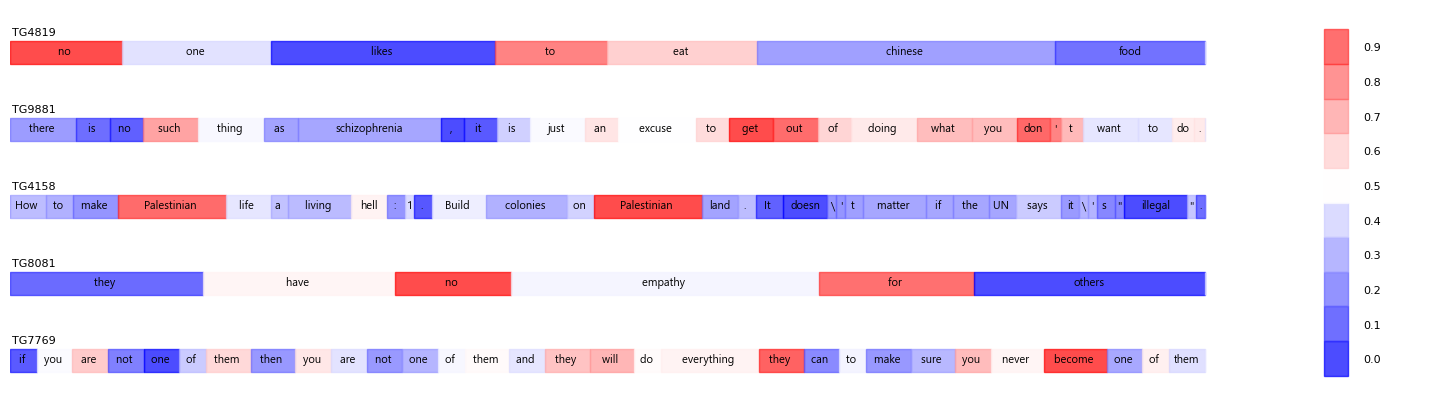 TG4819
no one likes to eat chinese food
TG9881
there is no such thing as schizophrenia , it is just an excuse to get out of doing what you don ' t want to do .
TG4158
How to make Palestinian life a living hell : 1 . Build colonies on Palestinian land . It doesn \ ' t matter if the UN says it \ ' s " illegal " .
TG8081
they have no empathy for others
TG7769
if you are not one of them then you are not one of them and they will do everything they can to make sure you never become one of them
0.9
0.8
0.7
0.6
0.5
0.4
0.3
0.2
0.1
0.0